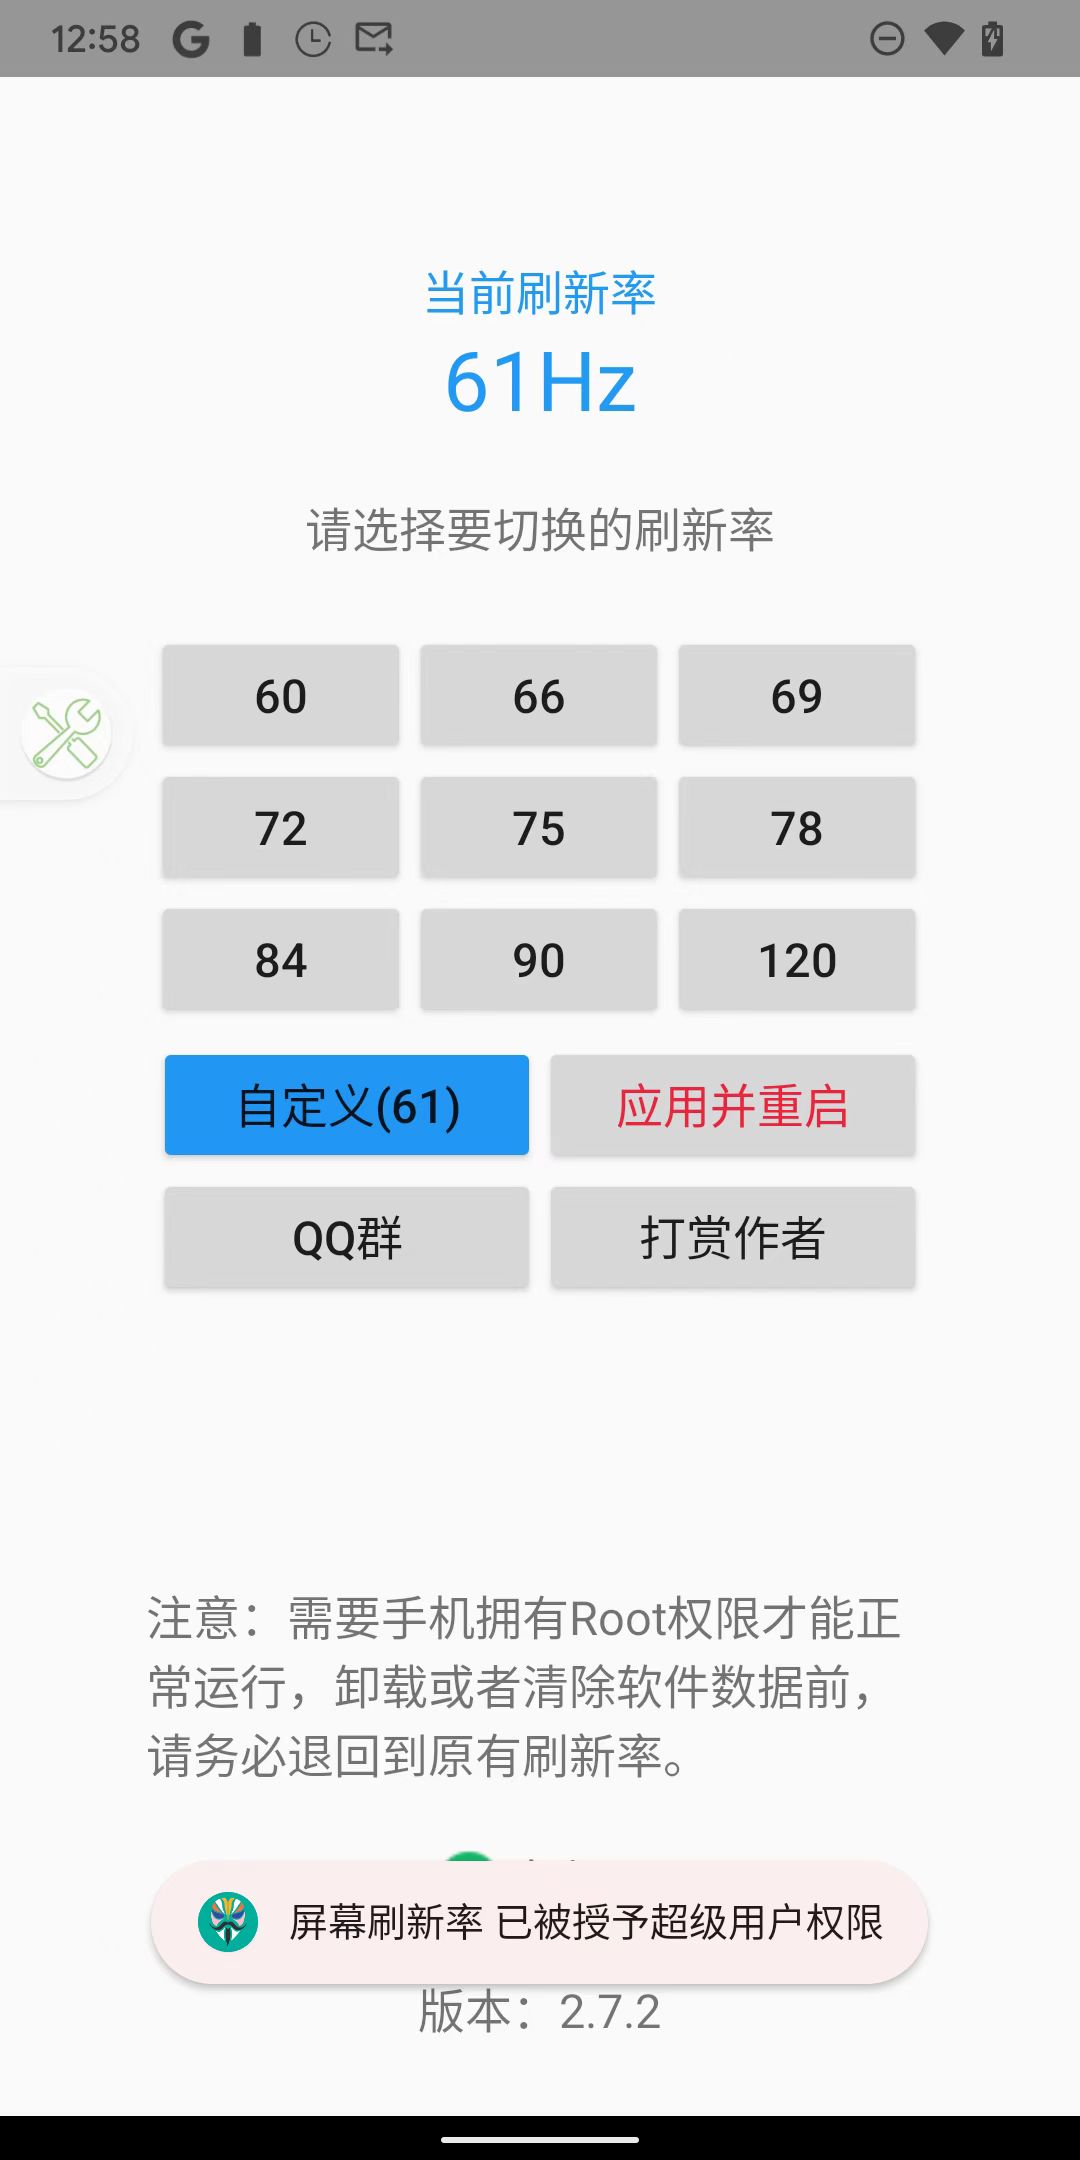 12:58
当前刷新率
61Hz
请选择要切换的刷新率
60 66 69
72 75 78
84 90 120
自定义(61) 应用并重启
QQ群 打赏作者
注意：需要手机拥有Root权限才能正
常运行，卸载或者清除软件数据前，
请务必退回到原有刷新率。
屏幕刷新率 已被授予超级用户权限
版本：2.7.2